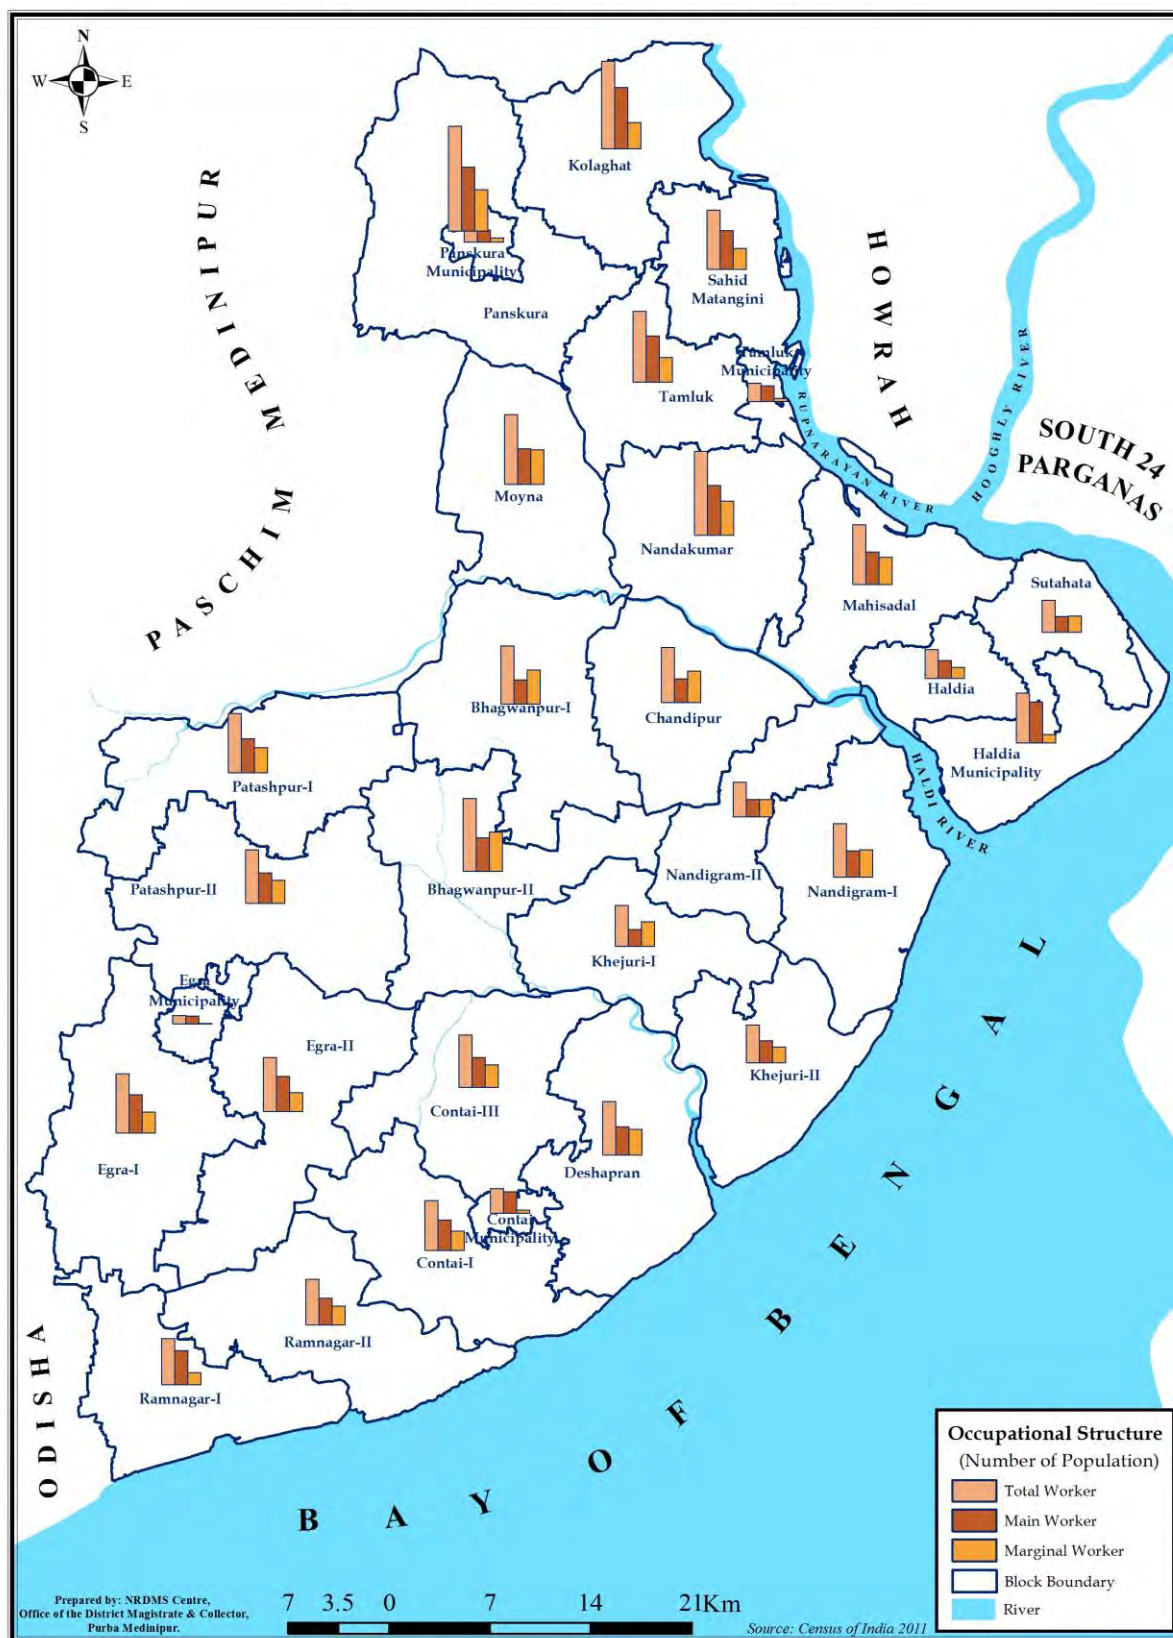 N
W E
S
Kolaghat
Panskura
Municipality
Panskura
Sahid
Matangini
Tamluk
Municipality
Tamluk
Moyna
Nandakumar
Mahisadal
Sutahata
Haldia
Haldia
Municipality
Bhagwanpur-I
Chandipur
Patashpur-I
Patashpur-II
Bhagwanpur-II
Nandigram-II
Nandigram-I
Khejuri-I
Khejuri-II
Egra
Municipality
Egra-II
Egra-I
Contai-III
Deshapran
Contai
Municipality
Contai-I
Ramnagar-II
Ramnagar-I
PASCHIM MEDINIPUR
HOWRAH
SOUTH 24
PARGANAS
HOOGHLY RIVER
RUPNARAYAN RIVER
HALDI RIVER
ODISHA
BAY OF BENGAL
Occupational Structure
(Number of Population)
Total Worker
Main Worker
Marginal Worker
Block Boundary
River
Prepared by: NRDMS Centre,
Office of the District Magistrate & Collector,
Purba Medinipur.
7 3.5 0 7 14 21Km
Source: Census of India 2011